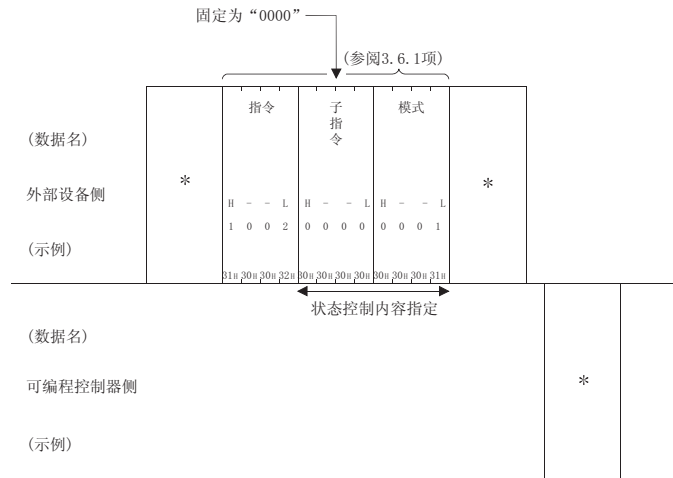 固定为“0000”
(参阅3.6.1项)
指令 子指令 模式
(数据名)
* *
外部设备侧
H - - L H - - L H - - L
1 0 0 2 0 0 0 0 0 0 0 1
(示例)
31H 30H 30H 32H 30H 30H 30H 30H 30H 30H 30H 31H
状态控制内容指定
(数据名)
*
可编程控制器侧
(示例)